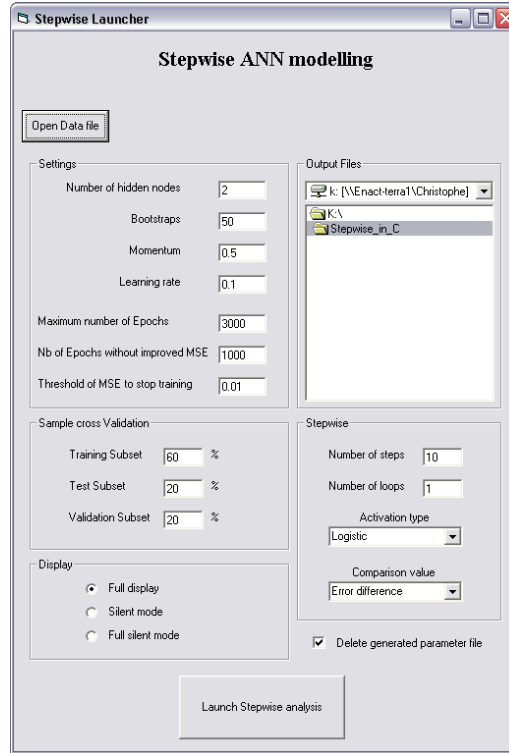 Stepwise Launcher
Stepwise ANN modelling
Open Data file
Settings
Number of hidden nodes 2
Bootstraps 50
Momentum 0.5
Learning rate 0.1
Maximum number of Epochs 3000
Nb of Epochs without improved MSE 1000
Threshold of MSE to stop training 0.01
Output Files
k: [\\Enact-terra1\Christophe]
K:\
Stepwise_in_C
Sample cross Validation
Training Subset 60 %
Test Subset 20 %
Validation Subset 20 %
Stepwise
Number of steps 10
Number of loops 1
Activation type
Logistic
Comparison value
Error difference
Display
Full display
Silent mode
Full silent mode
Delete generated parameter file
Launch Stepwise analysis